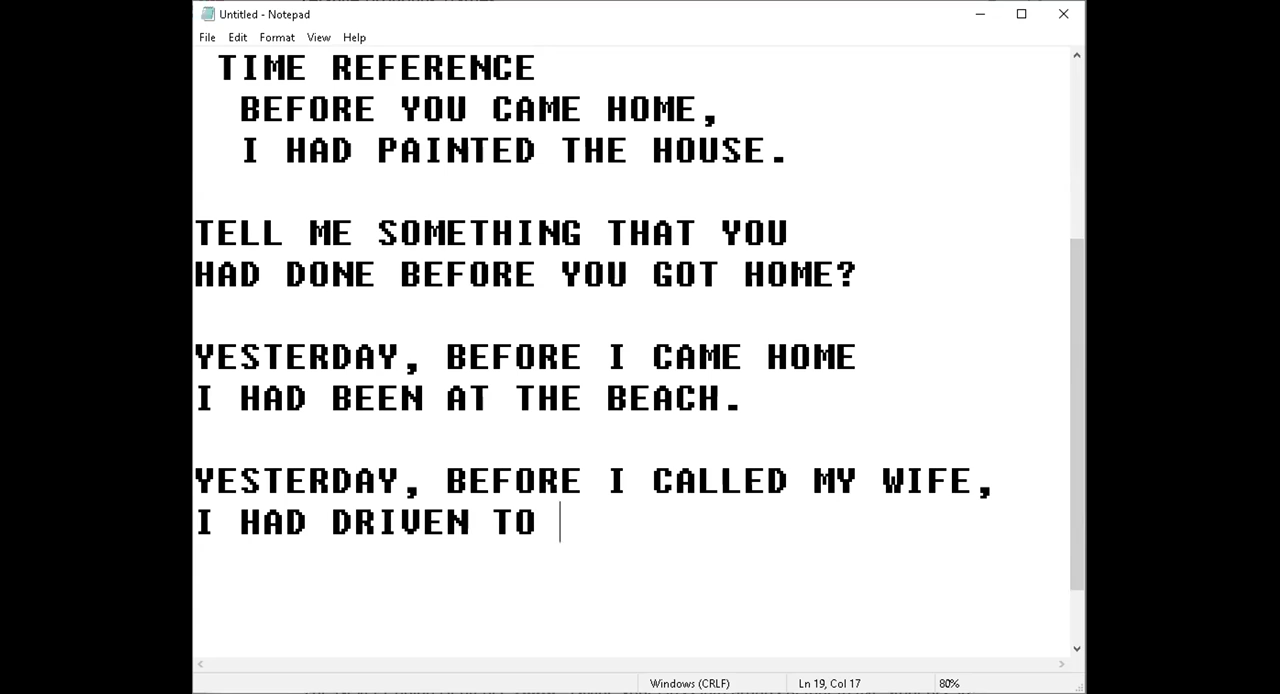 Untitled - Notepad
File Edit Format View Help
TIME REFERENCE
BEFORE YOU CAME HOME,
I HAD PAINTED THE HOUSE.
TELL ME SOMETHING THAT YOU
HAD DONE BEFORE YOU GOT HOME?
YESTERDAY, BEFORE I CAME HOME
I HAD BEEN AT THE BEACH.
YESTERDAY, BEFORE I CALLED MY WIFE,
I HAD DRIVEN TO
Windows (CRLF) Ln 19, Col 17 80%